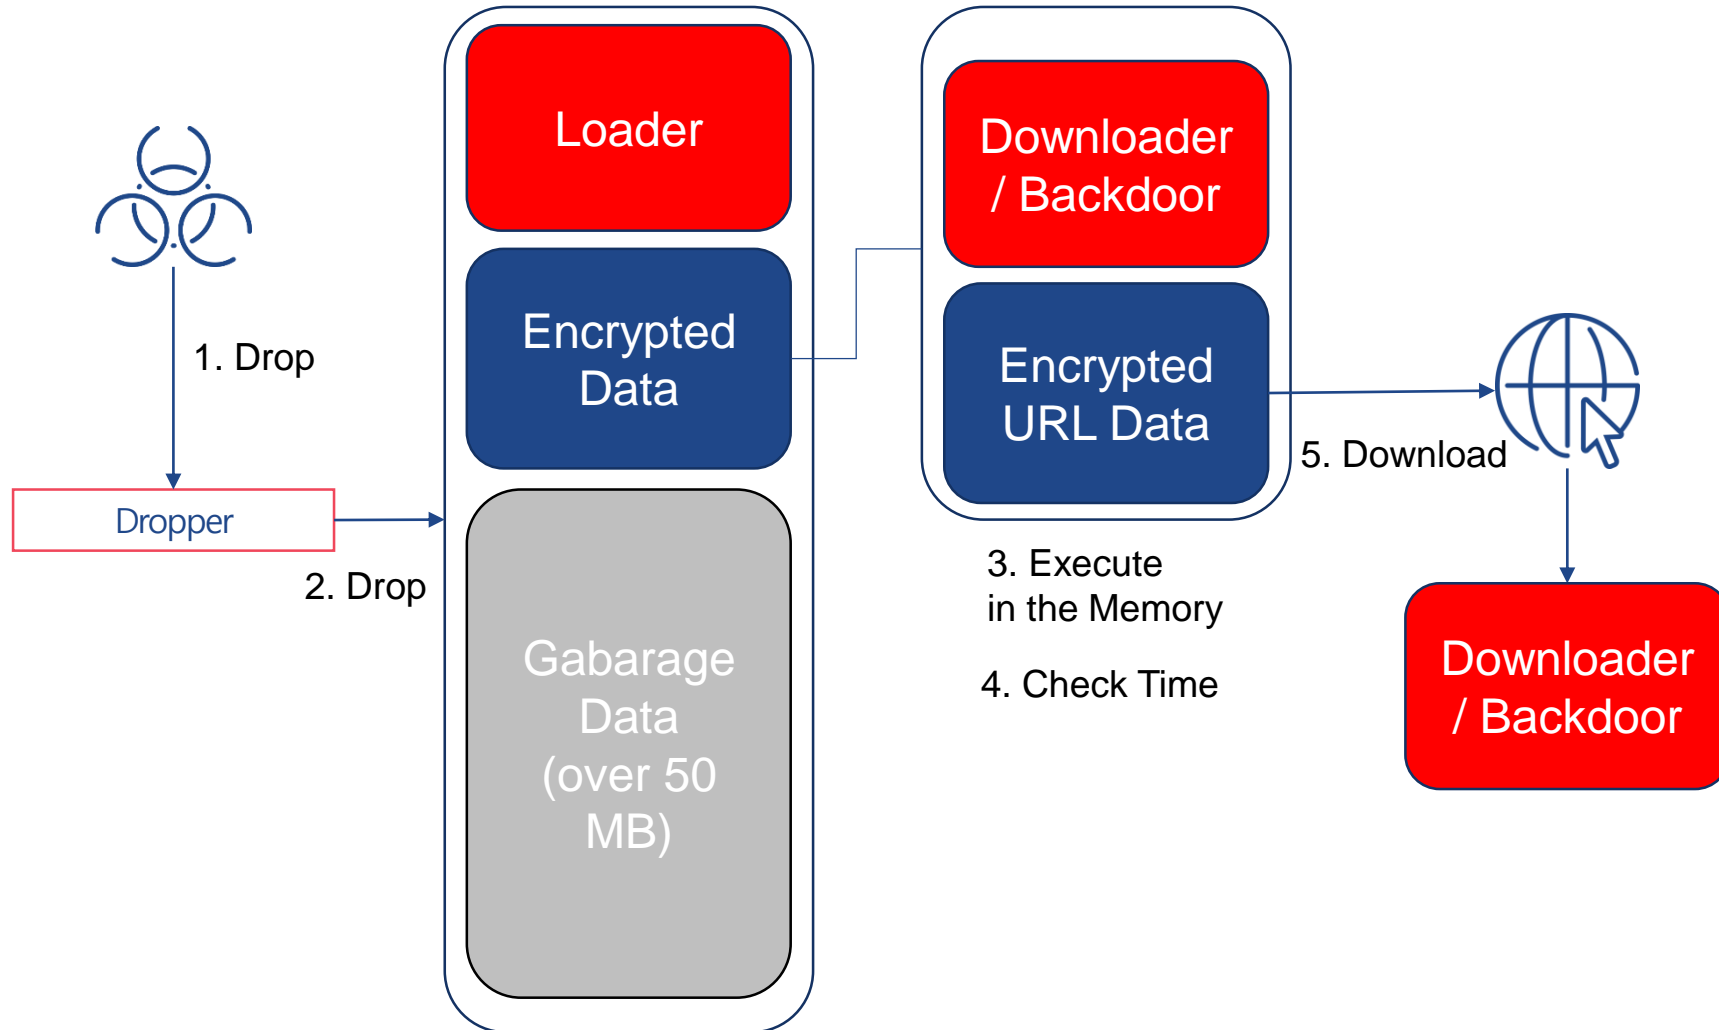 Loader
Downloader
/ Backdoor
Encrypted
Data
1. Drop
Encrypted
URL Data
5. Download
Dropper
2. Drop
3. Execute
in the Memory
4. Check Time
Gabarage
Data
(over 50
MB)
Downloader
/ Backdoor